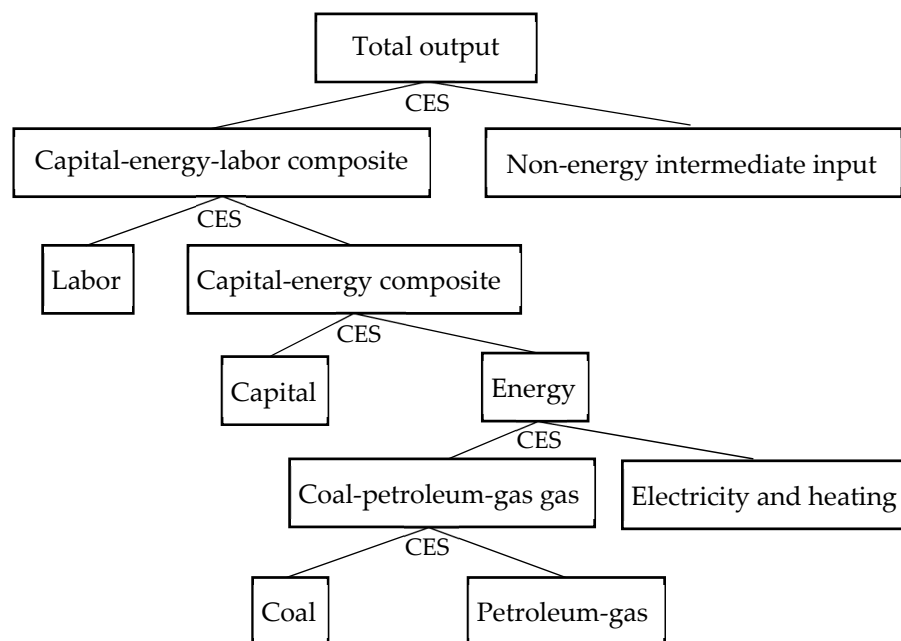 Total output
CES
Capital-energy-labor composite
Non-energy intermediate input
CES
Labor
Capital-energy composite
CES
Capital
Energy
CES
Coal-petroleum-gas gas
Electricity and heating
CES
Coal
Petroleum-gas